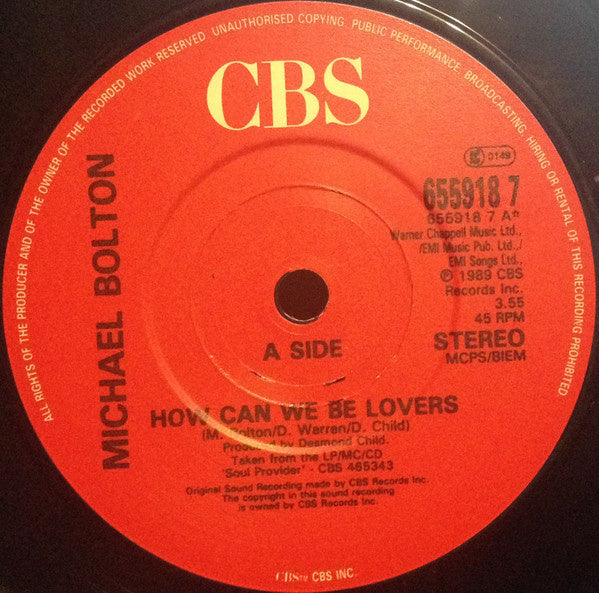 ALL RIGHTS OF THE PRODUCER AND OF THE OWNER OF THE RECORDED WORK RESERVED. UNAUTHORISED COPYING, PUBLIC PERFORMANCE, BROADCASTING, HIRING OR RENTAL OF THIS RECORDING PROHIBITED
CBS
MICHAEL BOLTON
0149
655918 7
655918 7 A*
Warner Chappell Music Ltd.,
/EMI Music Pub. Ltd.,/
EMI Songs Ltd.,
℗ 1989 CBS
Records Inc.
3.55
45 RPM
STEREO
MCPS/BIEM
A SIDE
HOW CAN WE BE LOVERS
(M. Bolton/D. Warren/D. Child)
Produced by Desmond Child.
Taken from the LP/MC/CD
'Soul Provider' - CBS 465343
Original Sound Recording made by CBS Records Inc.
The copyright in this sound recording
is owned by CBS Records Inc.
CBS™ CBS INC.